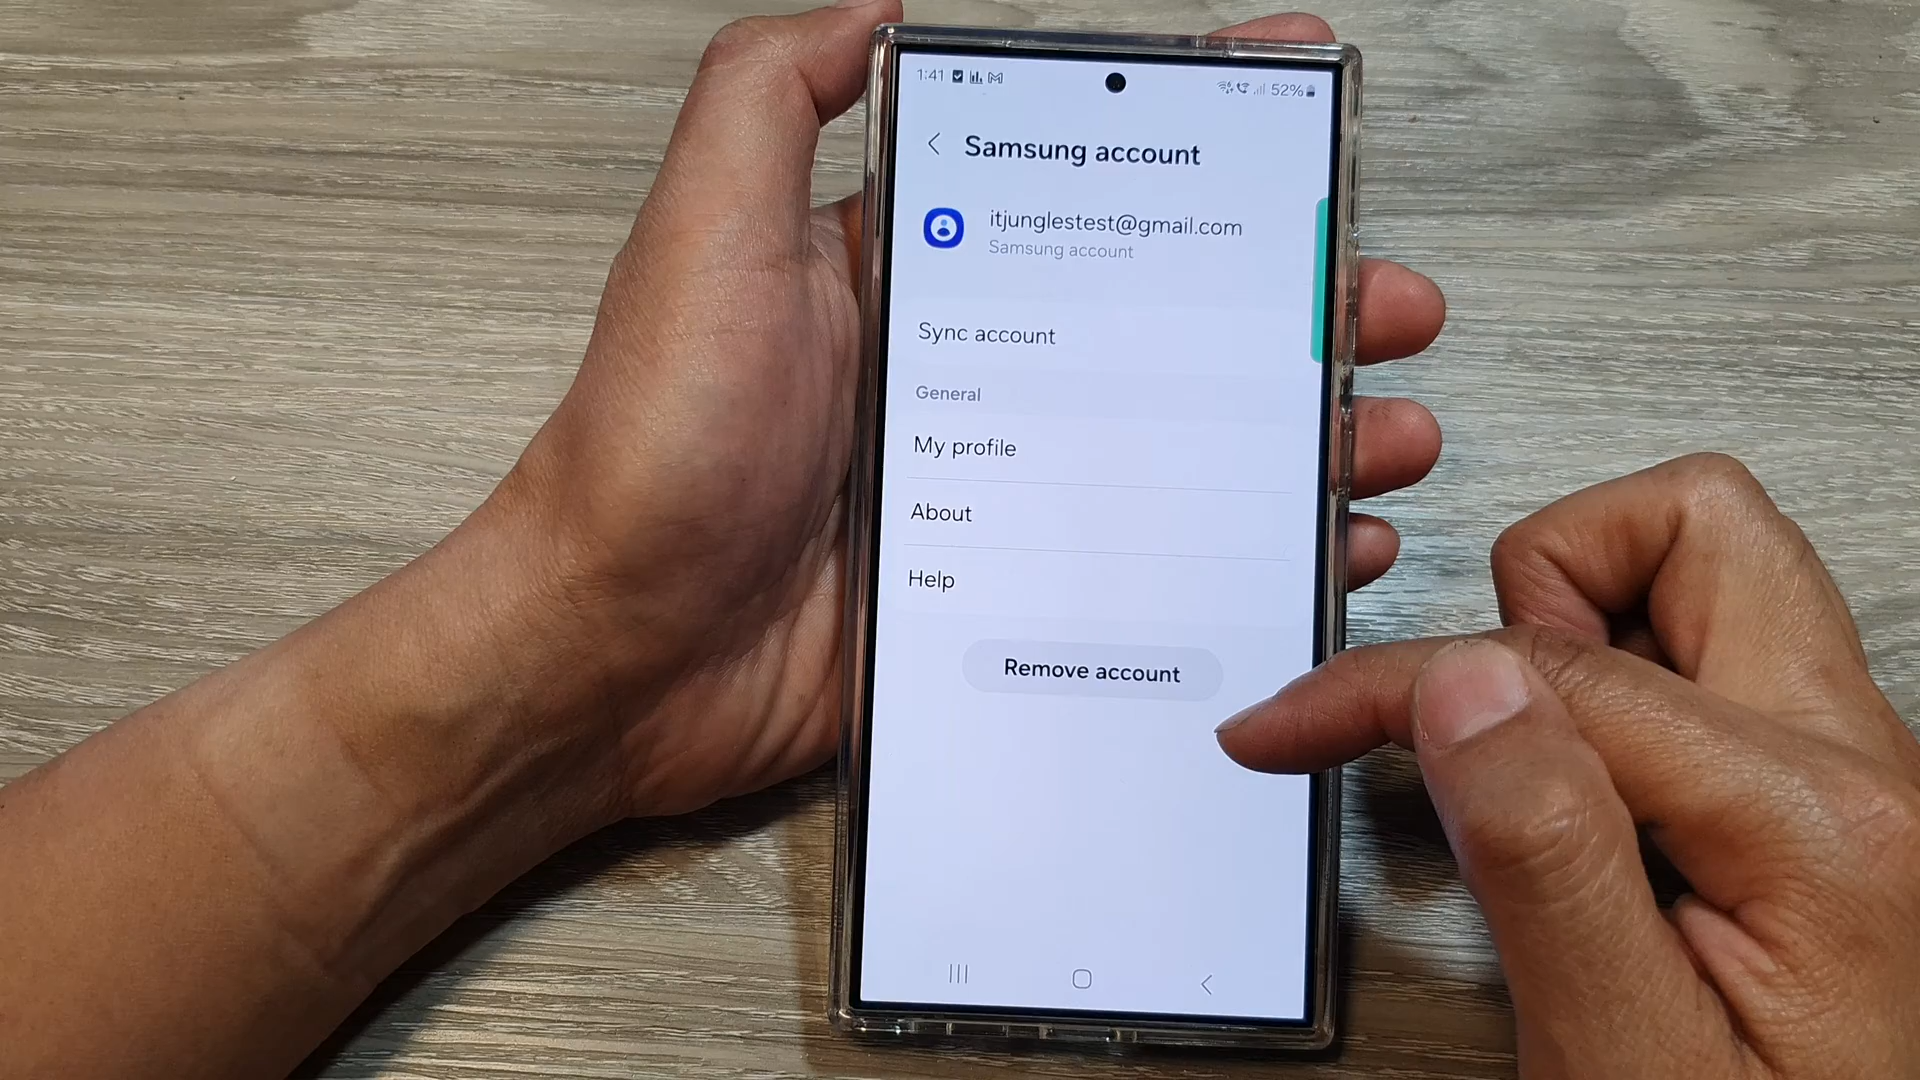 1:41
52%
Samsung account
itjunglestest@gmail.com
Samsung account
Sync account
General
My profile
About
Help
Remove account